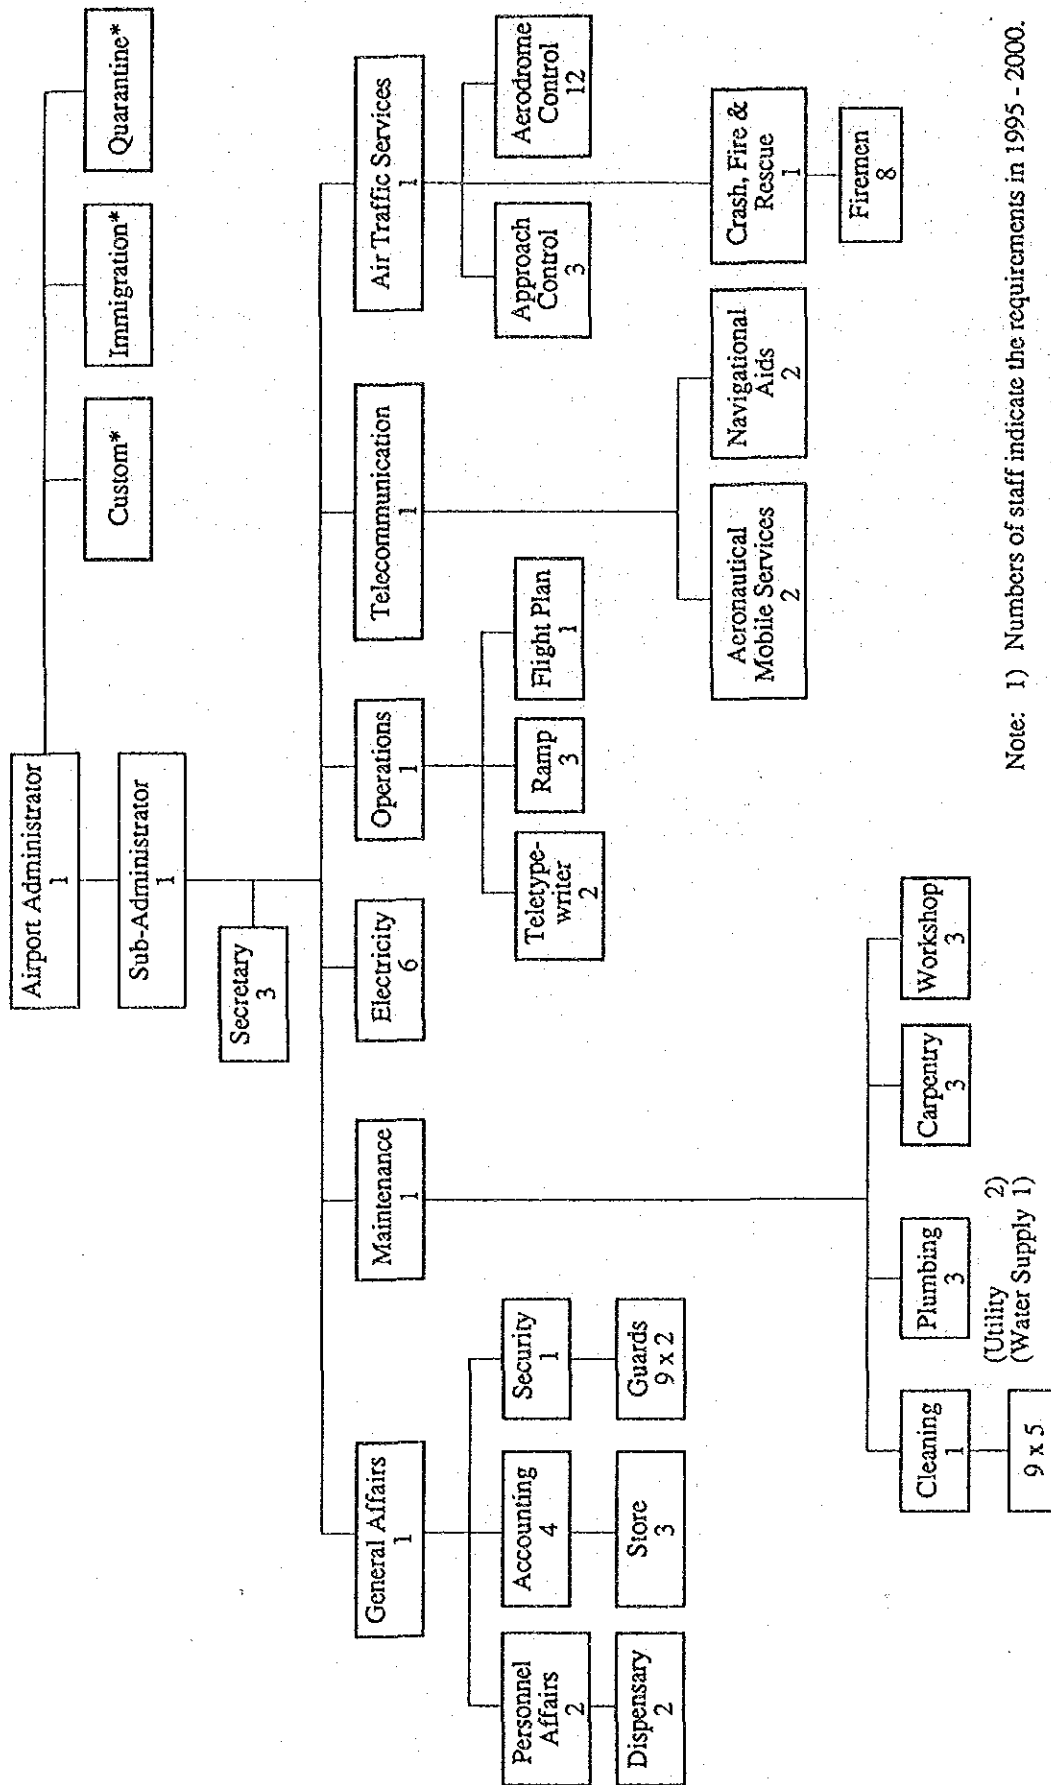 Airport Administrator
1
Custom*
Immigration*
Quarantine*
Sub-Administrator
1
Secretary
3
General Affairs
1
Maintenance
1
Electricity
6
Operations
1
Telecommunication
1
Air Traffic Services
1
Personnel
Affairs
2
Accounting
4
Security
1
Dispensary
2
Store
3
Guards
9 x 2
Teletype-
writer
2
Ramp
3
Flight Plan
1
Approach
Control
3
Aerodrome
Control
12
Aeronautical
Mobile Services
2
Navigational
Aids
2
Crash, Fire &
Rescue
1
Firemen
8
Cleaning
1
Plumbing
3
Carpentry
3
Workshop
3
(Utility 2)
(Water Supply 1)
9 x 5
Note: 1) Numbers of staff indicate the requirements in 1995 - 2000.